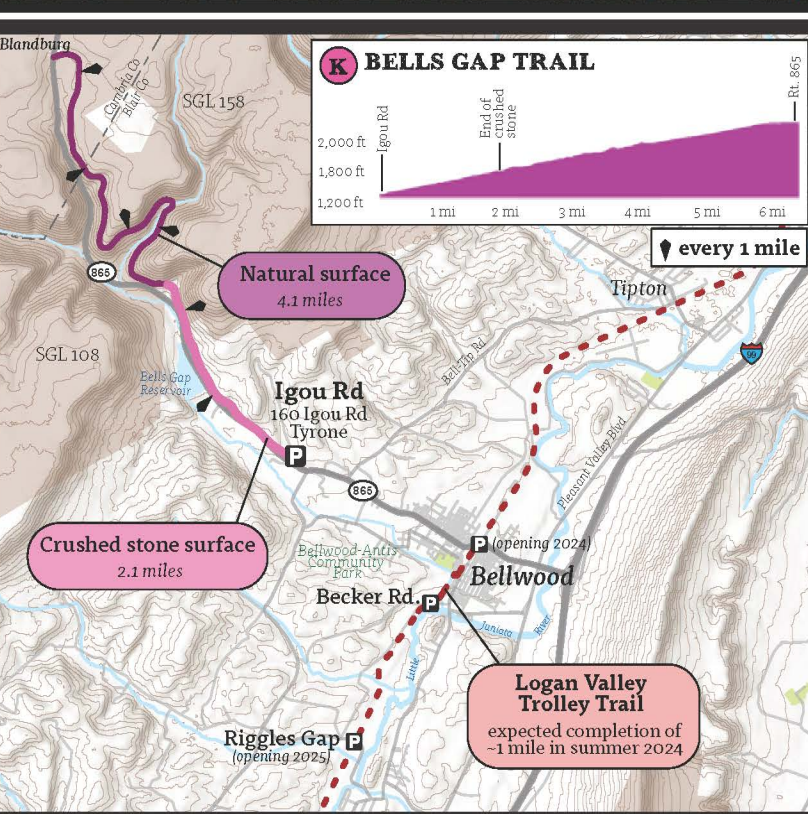 Blandburg
Cambria Co
Blair Co
SGL 158
K BELLS GAP TRAIL
Igou Rd
End of
crushed
stone
Rt. 865
2,000 ft
1,800 ft
1,200 ft
1 mi
2 mi
3 mi
4 mi
5 mi
6 mi
every 1 mile
865
Natural surface
4.1 miles
Tipton
99
SGL 108
Bells Gap
Reservoir
Bell-Tip Rd
Igou Rd
160 Igou Rd
Tyrone
P
Pleasant Valley Blvd
865
Crushed stone surface
2.1 miles
P (opening 2024)
Bellwood-Antis
Community
Park
Bellwood
Becker Rd. P
Little
Juniata
River
Logan Valley
Trolley Trail
expected completion of
~1 mile in summer 2024
Riggles Gap P
(opening 2025)